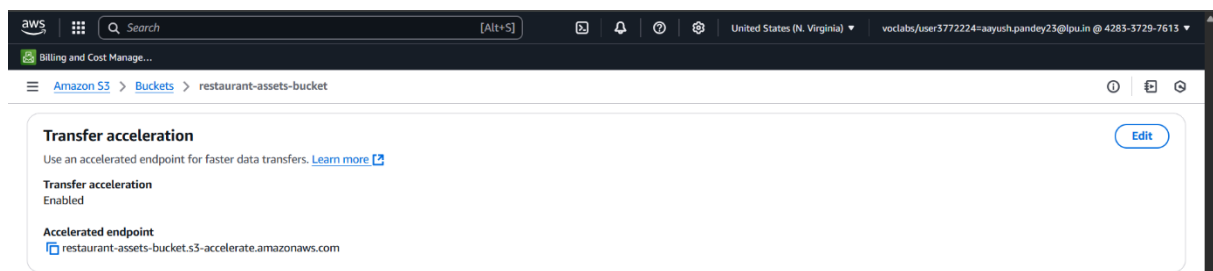 aws
Search [Alt+S] United States (N. Virginia) ▼ voclabs/user3772224=aayush.pandey23@lpu.in @ 4283-3729-7613 ▼
Billing and Cost Manage...
Amazon S3 > Buckets > restaurant-assets-bucket
Transfer acceleration Edit
Use an accelerated endpoint for faster data transfers. Learn more
Transfer acceleration
Enabled
Accelerated endpoint
restaurant-assets-bucket.s3-accelerate.amazonaws.com